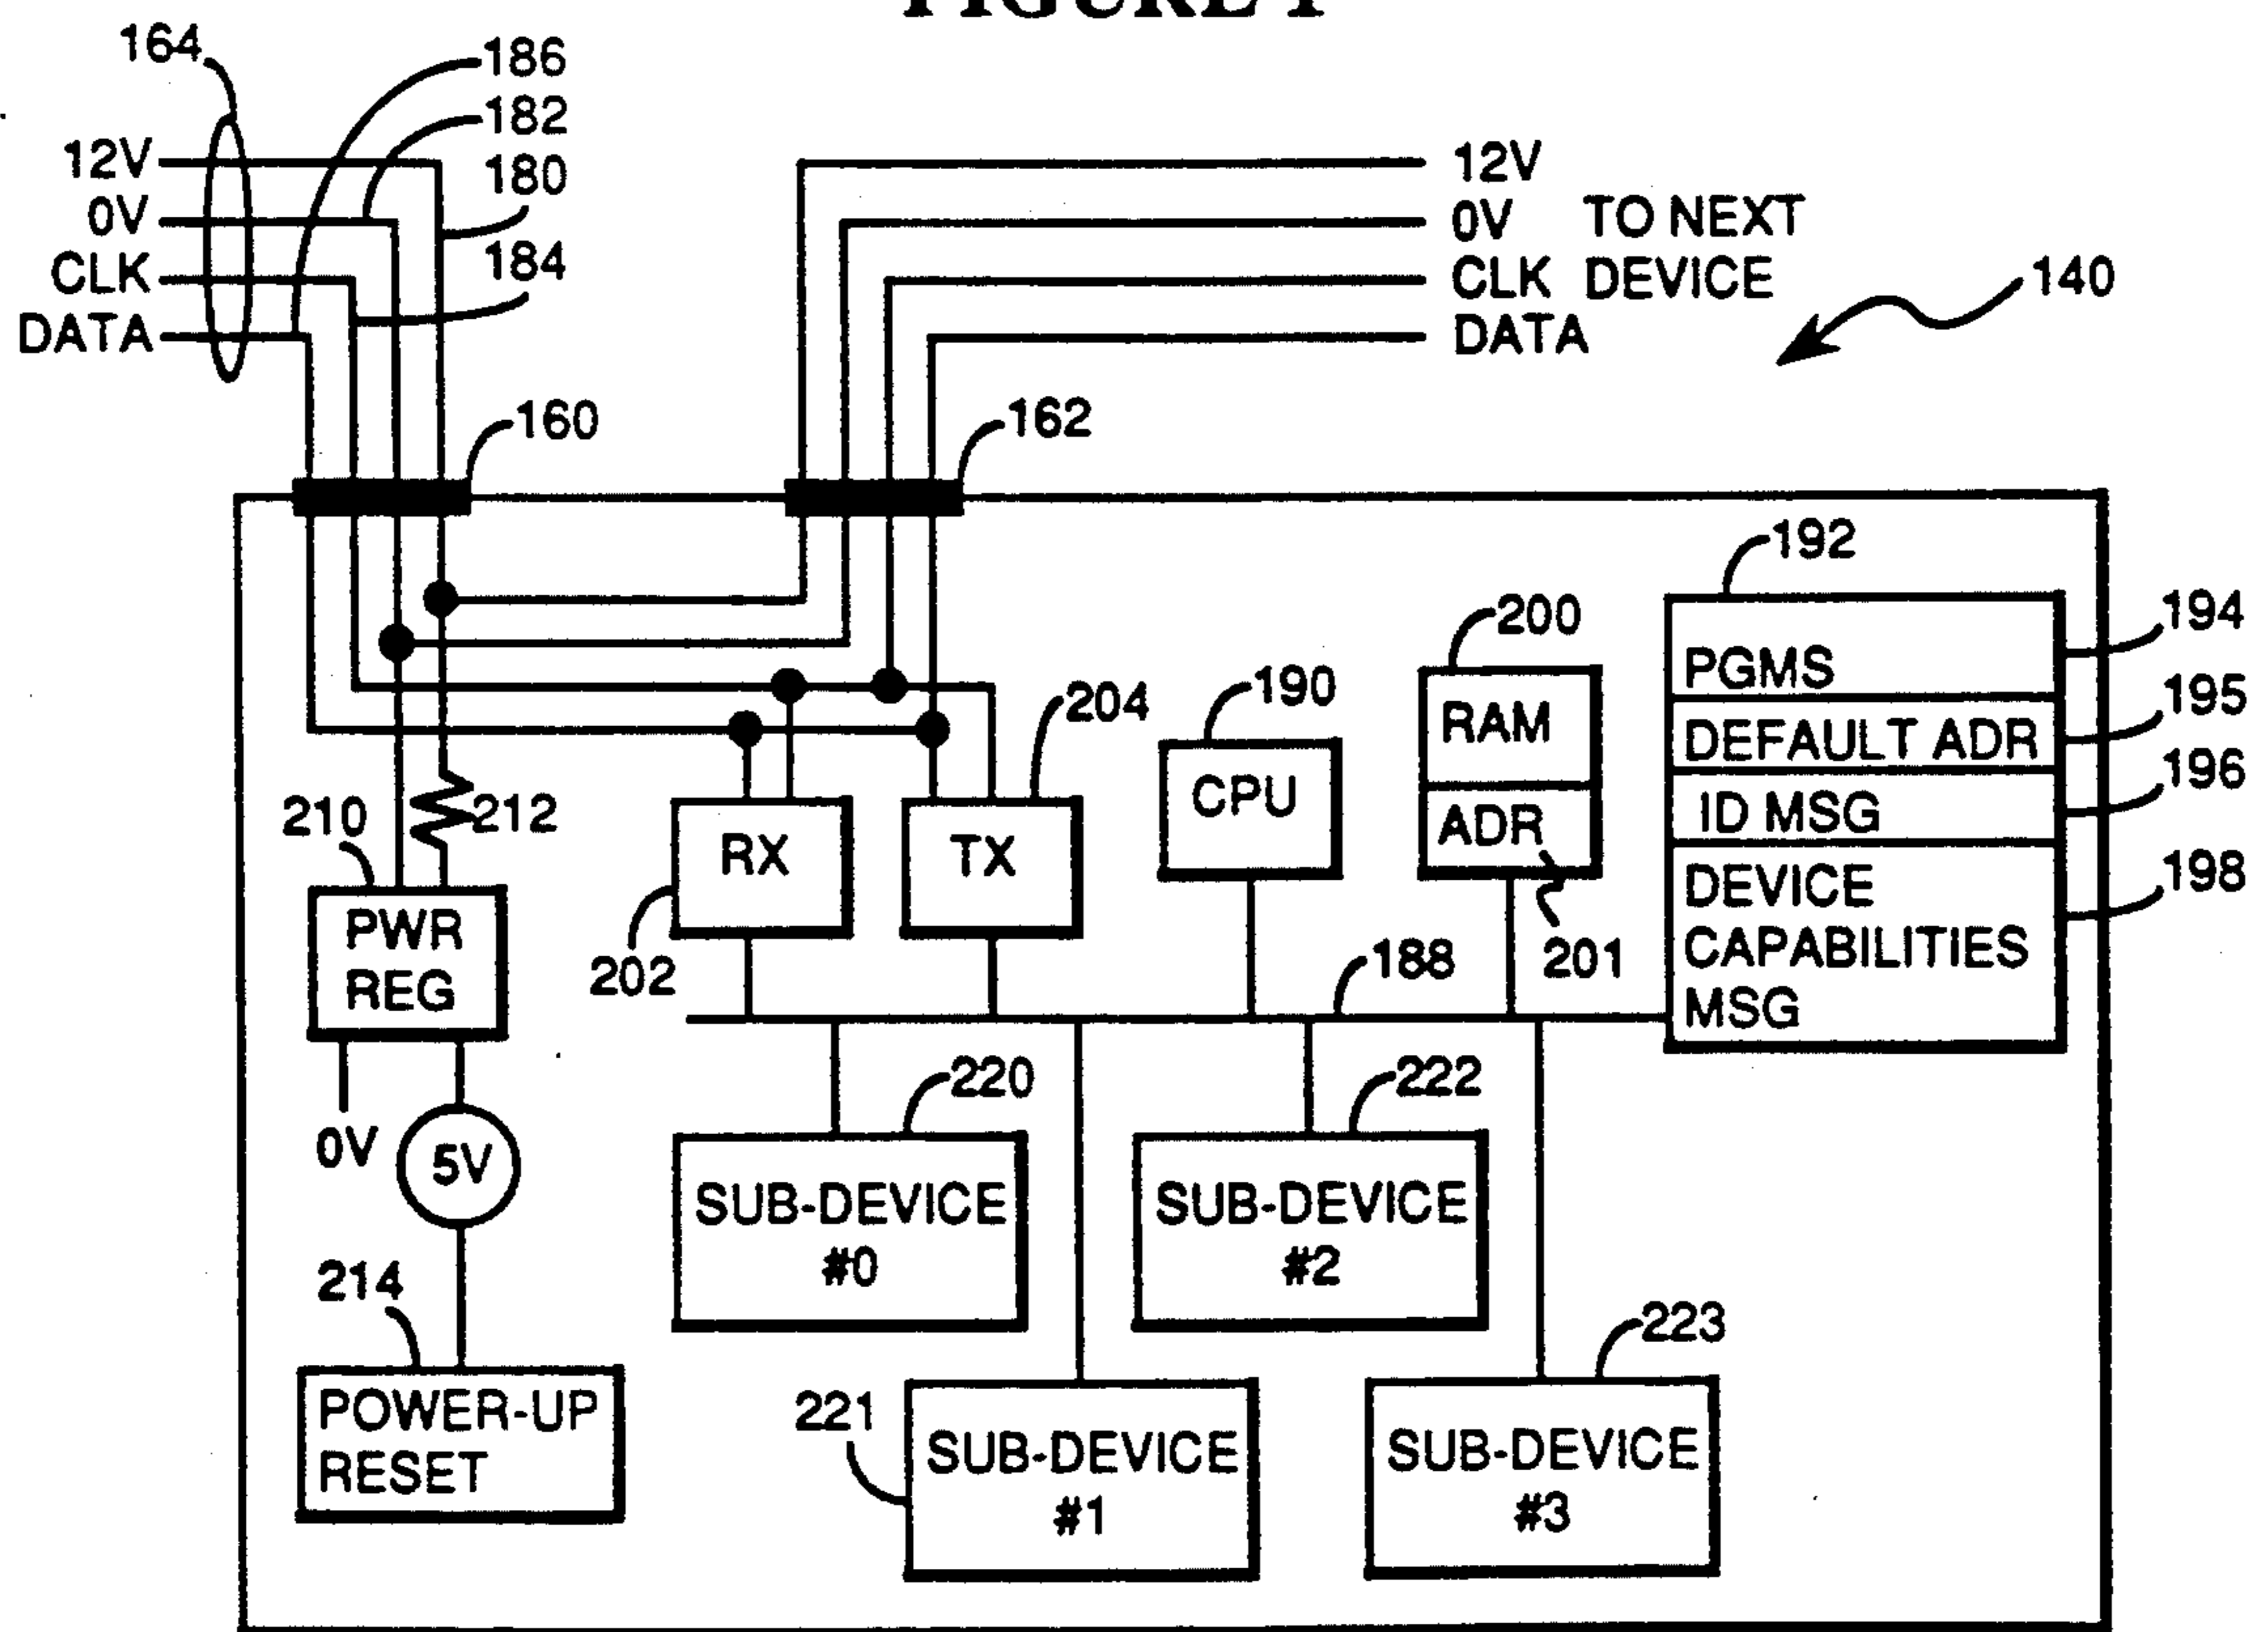 FIGURE 1
164
186
182
180
184
12V
0V
CLK
DATA
12V
0V TO NEXT
CLK DEVICE
DATA
140
160
162
192
194
195
196
198
PGMS
DEFAULT ADR
ID MSG
DEVICE
CAPABILITIES
MSG
200
RAM
ADR
201
190
CPU
204
TX
RX
202
188
210
212
PWR
REG
0V
5V
214
POWER-UP
RESET
220
SUB-DEVICE
#0
222
SUB-DEVICE
#2
221
SUB-DEVICE
#1
223
SUB-DEVICE
#3